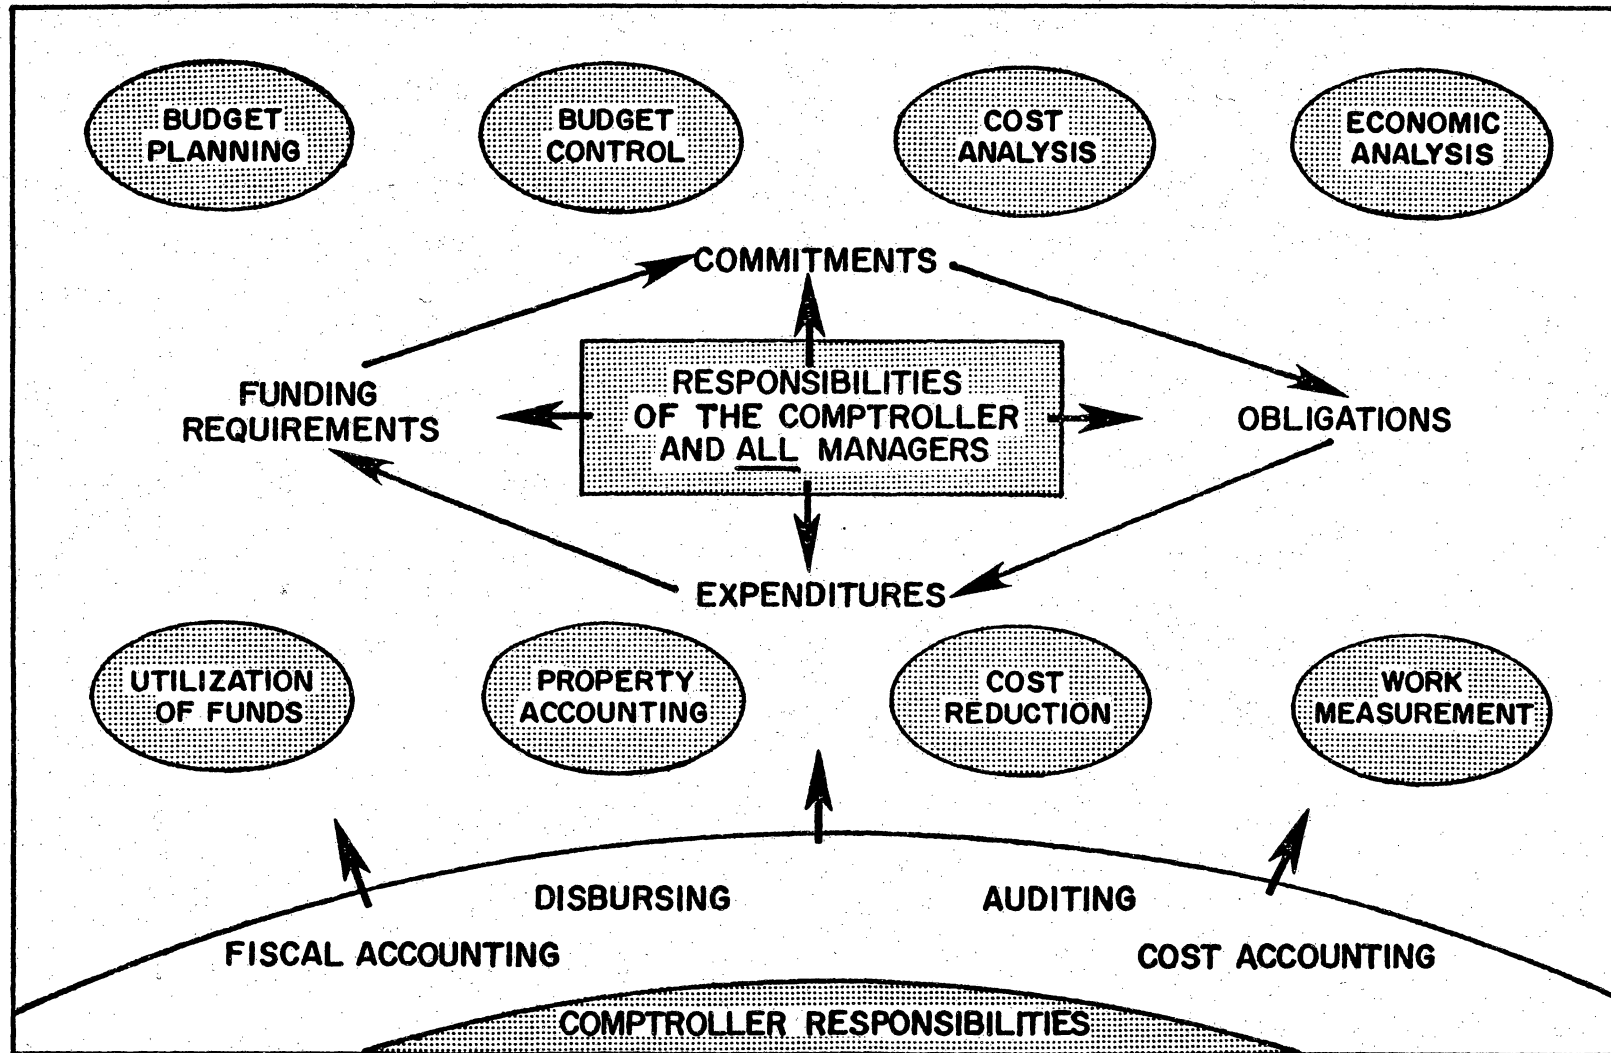 BUDGET
PLANNING
BUDGET
CONTROL
COST
ANALYSIS
ECONOMIC
ANALYSIS
COMMITMENTS
FUNDING
REQUIREMENTS
RESPONSIBILITIES
OF THE COMPTROLLER
AND ALL MANAGERS
OBLIGATIONS
EXPENDITURES
UTILIZATION
OF FUNDS
PROPERTY
ACCOUNTING
COST
REDUCTION
WORK
MEASUREMENT
DISBURSING
AUDITING
FISCAL ACCOUNTING
COST ACCOUNTING
COMPTROLLER RESPONSIBILITIES